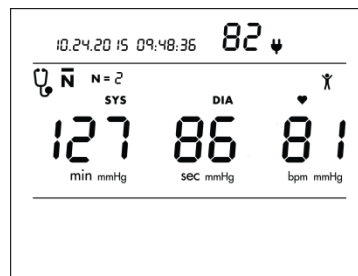 10.24.2015 09:48:36 82
N N = 2
SYS DIA
127 86 81
min mmHg sec mmHg bpm mmHg